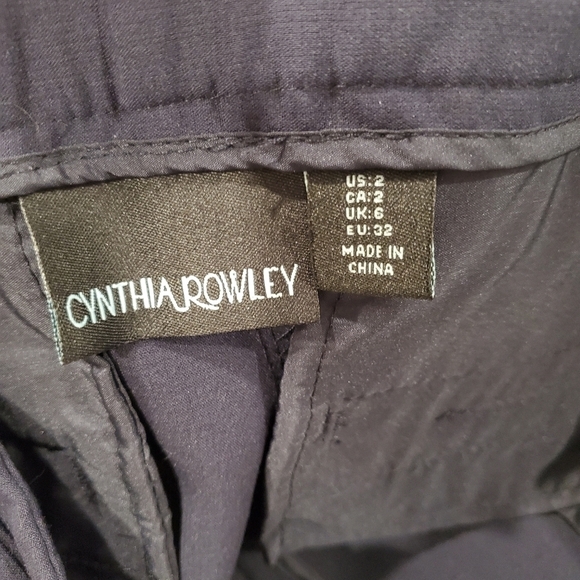 CYNTHIA ROWLEY
US:2
CA:2
UK:6
EU:32
MADE IN
CHINA